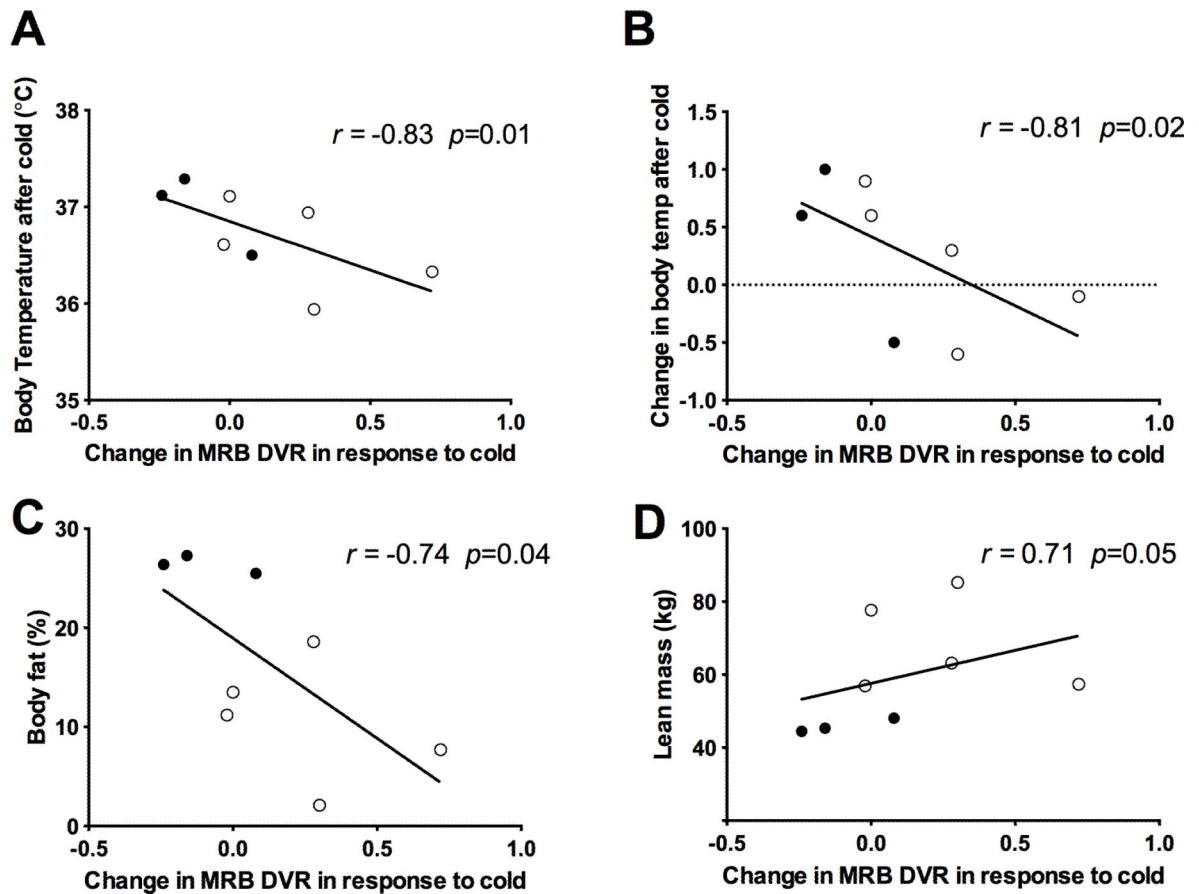 A
Body Temperature after cold (°C)
38
37
36
35
r = -0.83 p=0.01
-0.5
0.0
0.5
1.0
Change in MRB DVR in response to cold
B
Change in body temp after cold
1.5
1.0
0.5
0.0
-0.5
-1.0
r = -0.81 p=0.02
-0.5
0.0
0.5
1.0
Change in MRB DVR in response to cold
C
Body fat (%)
30
20
10
0
r = -0.74 p=0.04
-0.5
0.0
0.5
1.0
Change in MRB DVR in response to cold
D
Lean mass (kg)
100
80
60
40
r = 0.71 p=0.05
-0.5
0.0
0.5
1.0
Change in MRB DVR in response to cold